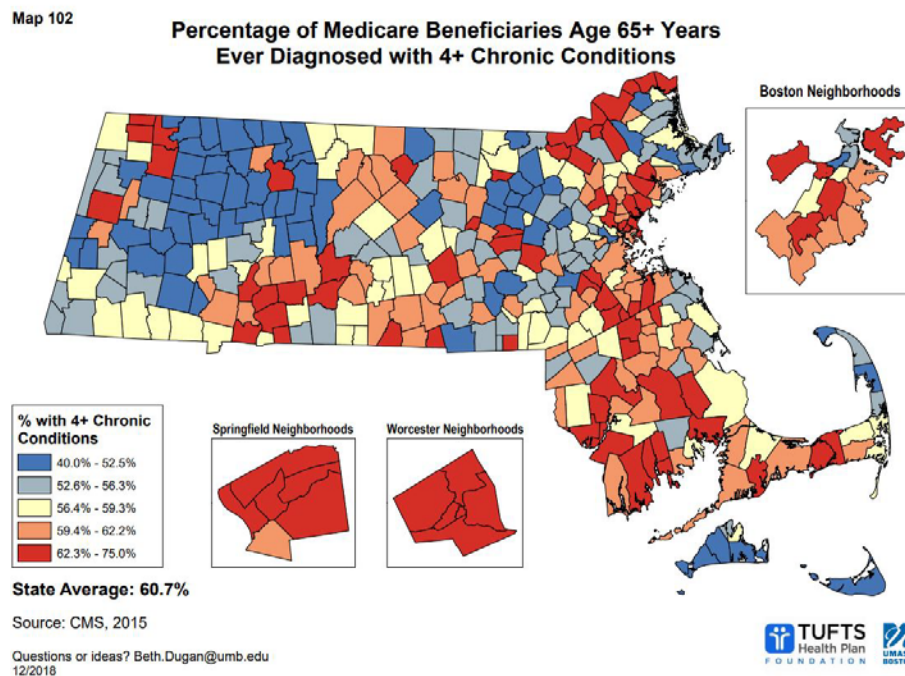 Map 102
Percentage of Medicare Beneficiaries Age 65+ Years
Ever Diagnosed with 4+ Chronic Conditions
Boston Neighborhoods
% with 4+ Chronic
Conditions
40.0% - 52.5%
52.6% - 56.3%
56.4% - 59.3%
59.4% - 62.2%
62.3% - 75.0%
Springfield Neighborhoods
Worcester Neighborhoods
State Average: 60.7%
Source: CMS, 2015
Questions or ideas? Beth.Dugan@umb.edu
12/2018
TUFTS
Health Plan
FOUNDATION
UMAS
BOSTO